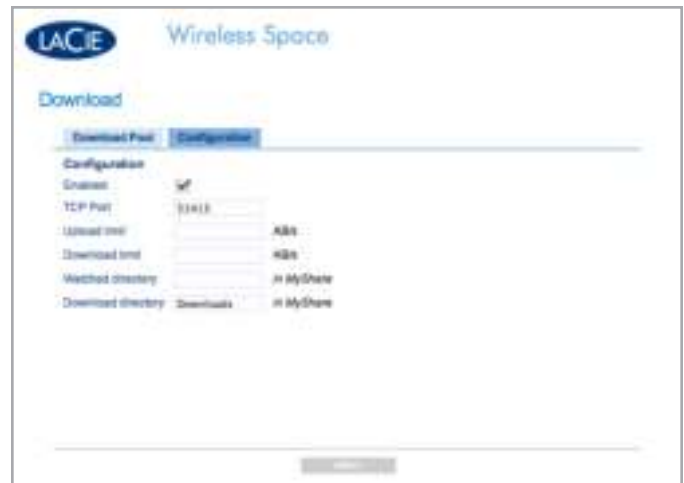 LACIE
Wireless Space
Download
Download Pool Configuration
Configuration
Enabled
TCP Port
Upload limit KB/s
Download limit KB/s
Watched directory in MyShare
Download directory Downloads in MyShare